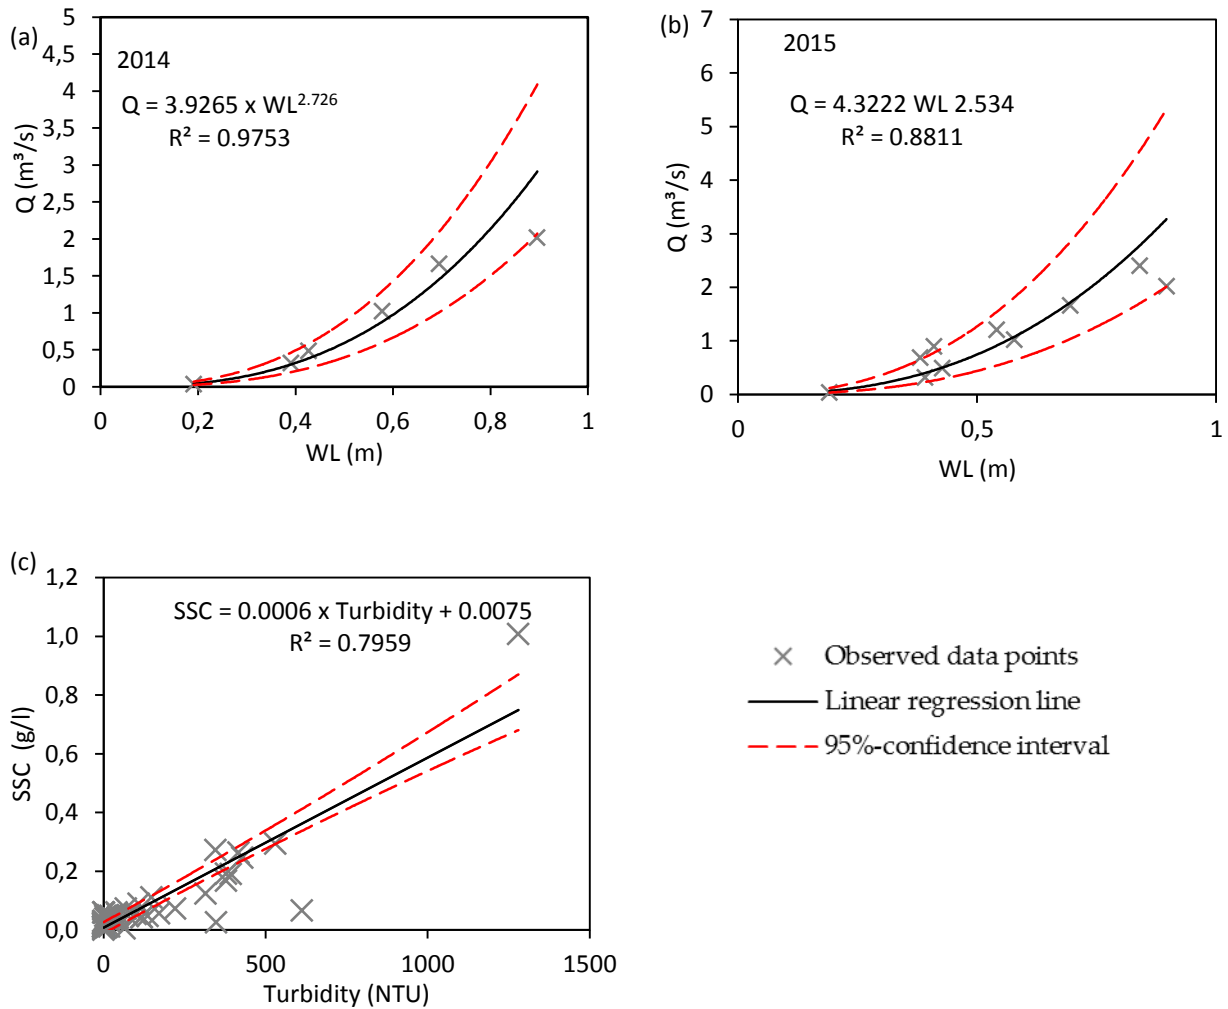 (a)
5
4,5
4
3,5
3
2,5
2
1,5
1
0,5
0
Q (m³/s)
2014
Q = 3.9265 x WL^2.726
R² = 0.9753
0
0,2
0,4
0,6
0,8
1
WL (m)
(b)
7
6
5
4
3
2
1
0
Q (m³/s)
2015
Q = 4.3222 WL 2.534
R² = 0.8811
0
0,5
1
WL (m)
(c)
1,2
1,0
0,8
0,6
0,4
0,2
0,0
SSC (g/l)
SSC = 0.0006 x Turbidity + 0.0075
R² = 0.7959
0
500
1000
1500
Turbidity (NTU)
Observed data points
Linear regression line
95%-confidence interval